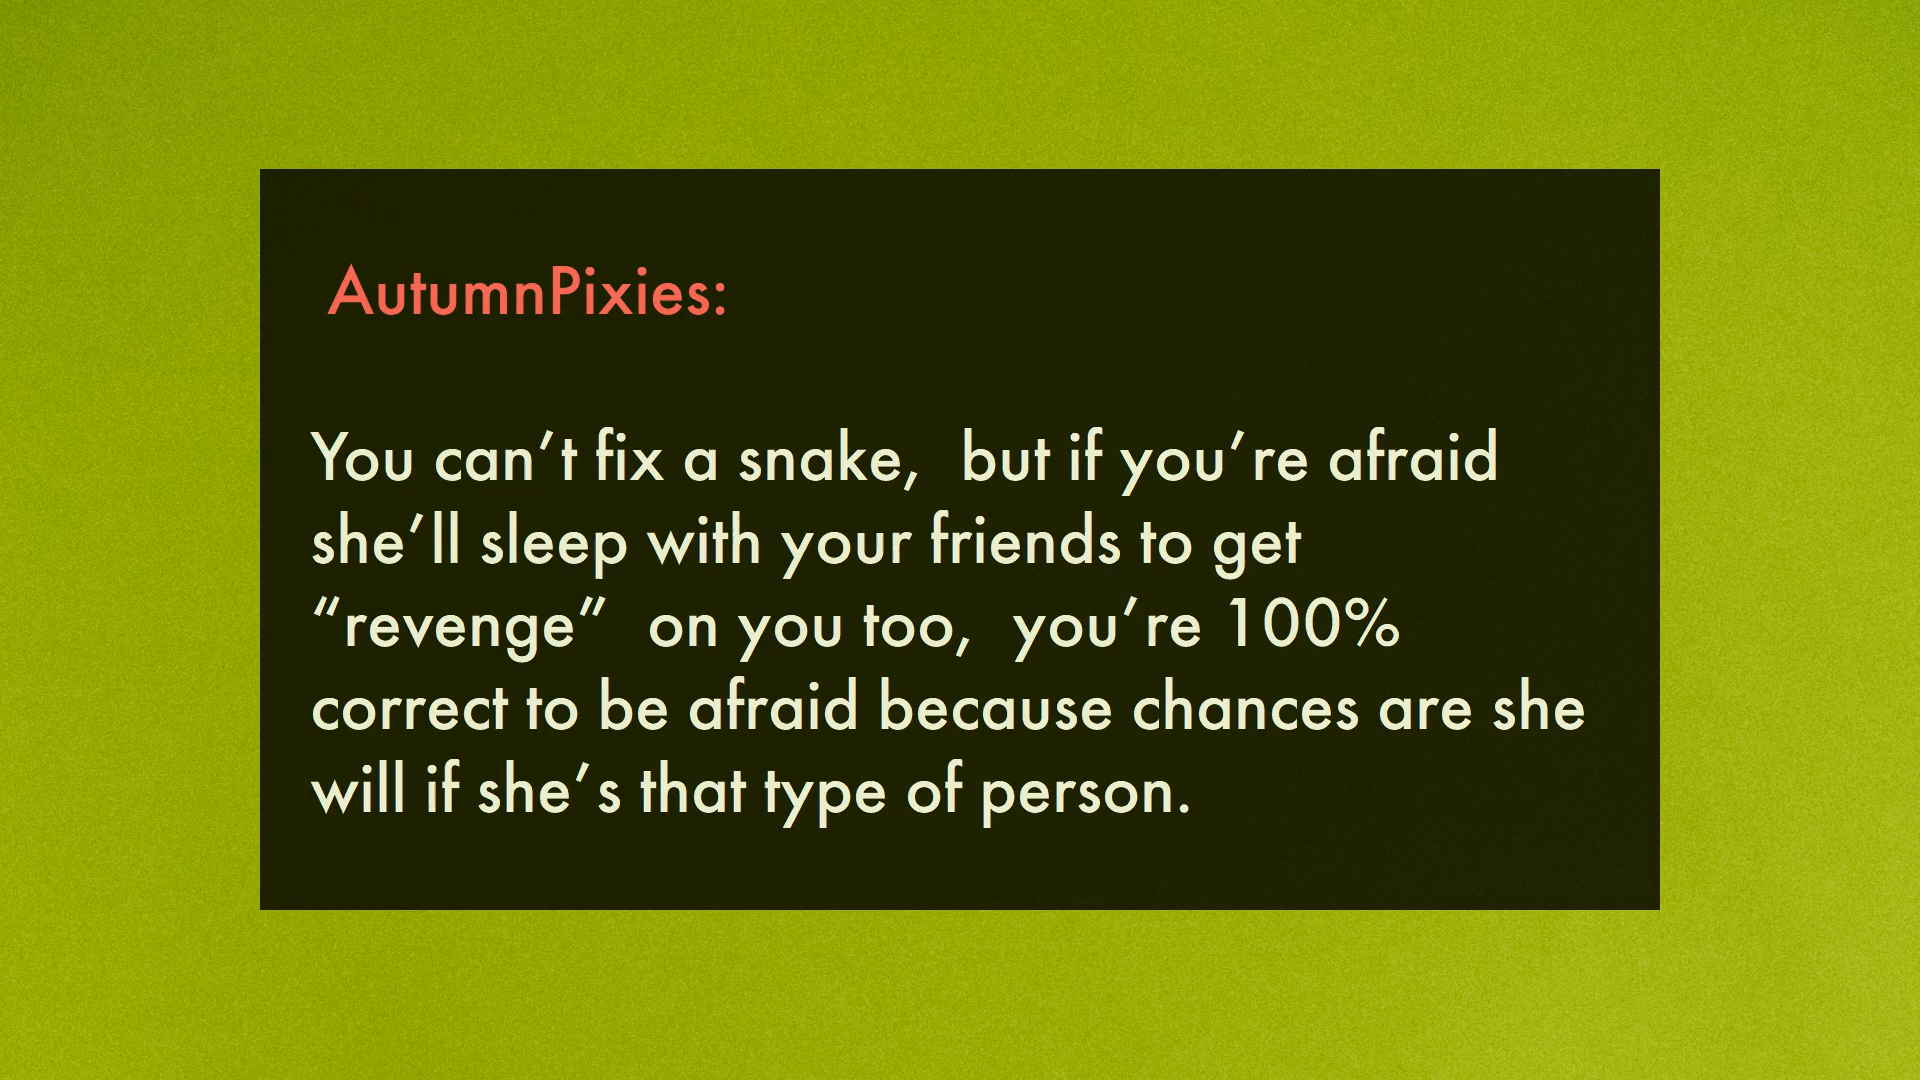 AutumnPixies:
You can’t fix a snake,  but if you’re afraid
she’ll sleep with your friends to get
“revenge”  on you too,  you’re 100%
correct to be afraid because chances are she
will if she’s that type of person.